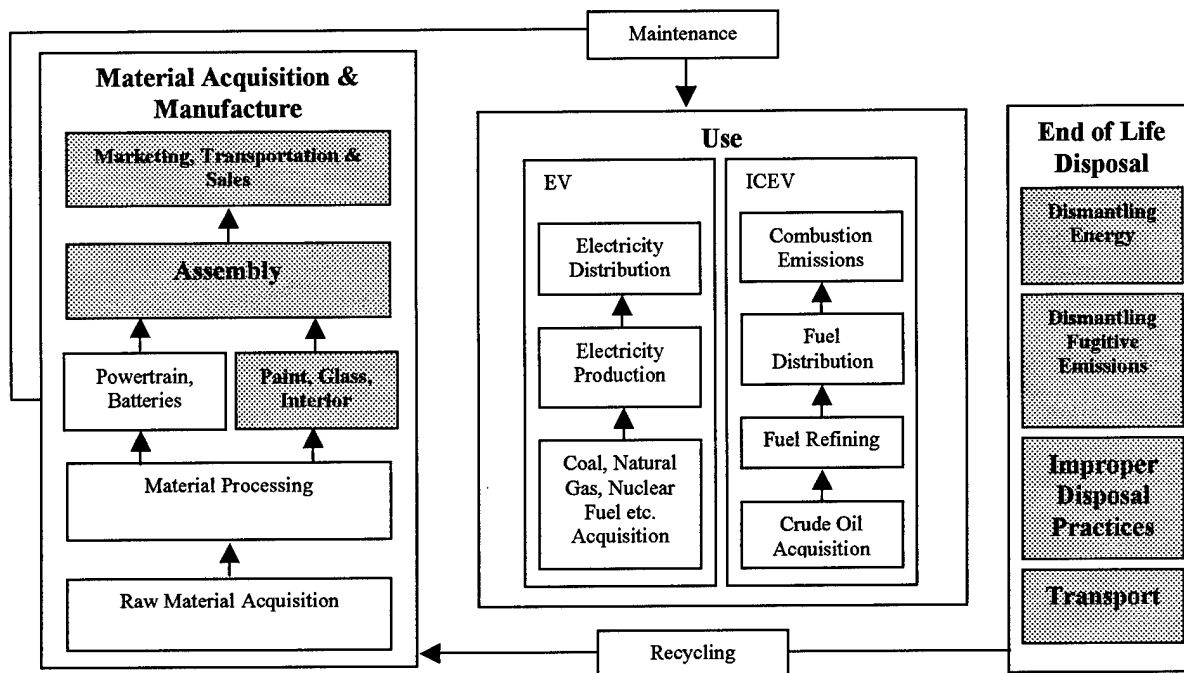 Maintenance
Material Acquisition &
Manufacture
Marketing, Transportation &
Sales
Assembly
Powertrain,
Batteries
Paint, Glass,
Interior
Material Processing
Raw Material Acquisition
Use
EV
Electricity
Distribution
Electricity
Production
Coal, Natural
Gas, Nuclear
Fuel etc.
Acquisition
ICEV
Combustion
Emissions
Fuel
Distribution
Fuel Refining
Crude Oil
Acquisition
End of Life
Disposal
Dismantling
Energy
Dismantling
Fugitive
Emissions
Improper
Disposal
Practices
Transport
Recycling